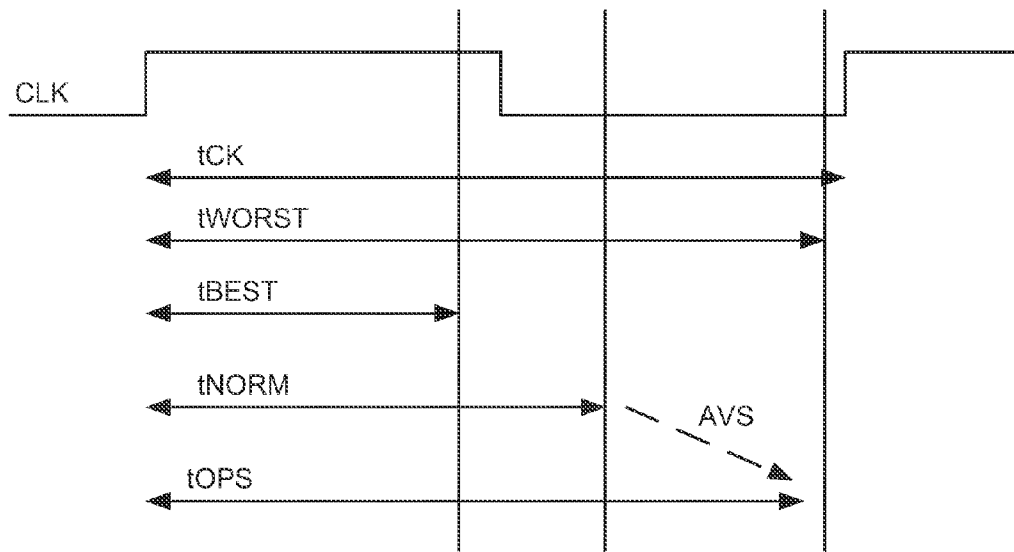 CLK
tCK
tWORST
tBEST
tNORM
AVS
tOPS